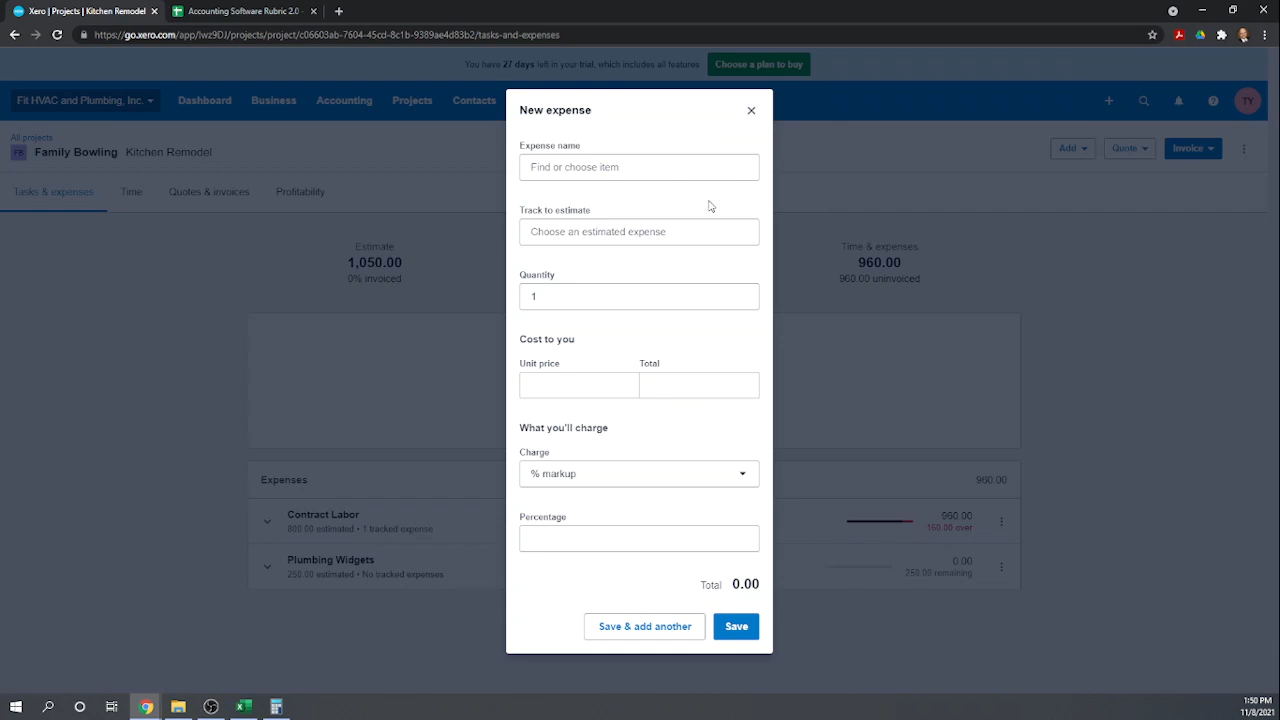 Xero | Projects | Kitchen Remodel
Accounting Software Rubric 2.0 -
https://go.xero.com/app/lwz9DJ/projects/project/c06603ab-7604-45cd-8c1b-9389ae4d83b2/tasks-and-expenses
You have 27 days left in your trial, which includes all features
Choose a plan to buy
Fit HVAC and Plumbing, Inc.
Dashboard
Business
Accounting
Projects
Contacts
TY
All projects
FB
Family Bowling Kitchen Remodel
Add
Quote
Invoice
Tasks & expenses
Time
Quotes & invoices
Profitability
Estimate
1,050.00
0% invoiced
Time & expenses
960.00
960.00 uninvoiced
New expense
Expense name
Find or choose item
Track to estimate
Choose an estimated expense
Quantity
1
Cost to you
Unit price
Total
What you'll charge
Charge
% markup
Percentage
Total 0.00
Save & add another
Save
Expenses
960.00
Contract Labor
800.00 estimated • 1 tracked expense
960.00
160.00 over
Plumbing Widgets
250.00 estimated • No tracked expenses
0.00
250.00 remaining
1:50 PM
11/8/2021